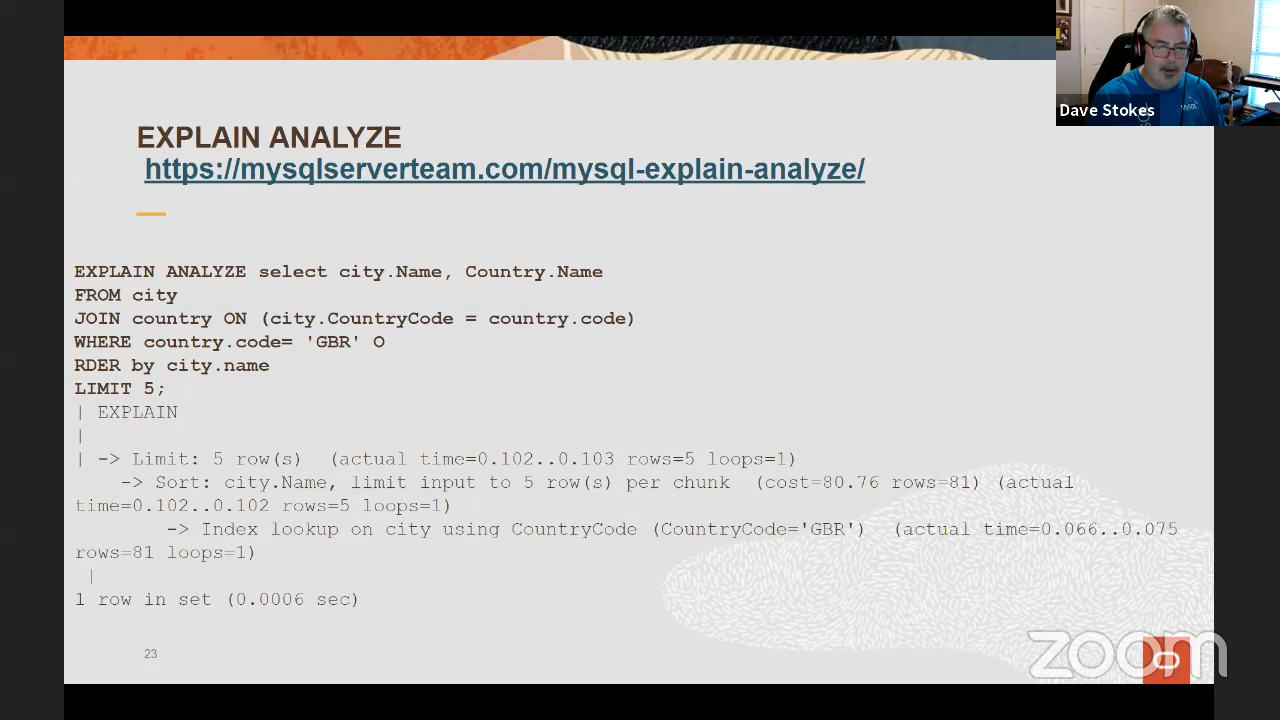 Dave Stokes
EXPLAIN ANALYZE
https://mysqlserverteam.com/mysql-explain-analyze/
EXPLAIN ANALYZE select city.Name, Country.Name
FROM city
JOIN country ON (city.CountryCode = country.code)
WHERE country.code= 'GBR' O
RDER by city.name
LIMIT 5;
| EXPLAIN
|
| -> Limit: 5 row(s)  (actual time=0.102..0.103 rows=5 loops=1)
    -> Sort: city.Name, limit input to 5 row(s) per chunk  (cost=80.76 rows=81) (actual
time=0.102..0.102 rows=5 loops=1)
        -> Index lookup on city using CountryCode (CountryCode='GBR')  (actual time=0.066..0.075
rows=81 loops=1)
 |
1 row in set (0.0006 sec)
23
zoom